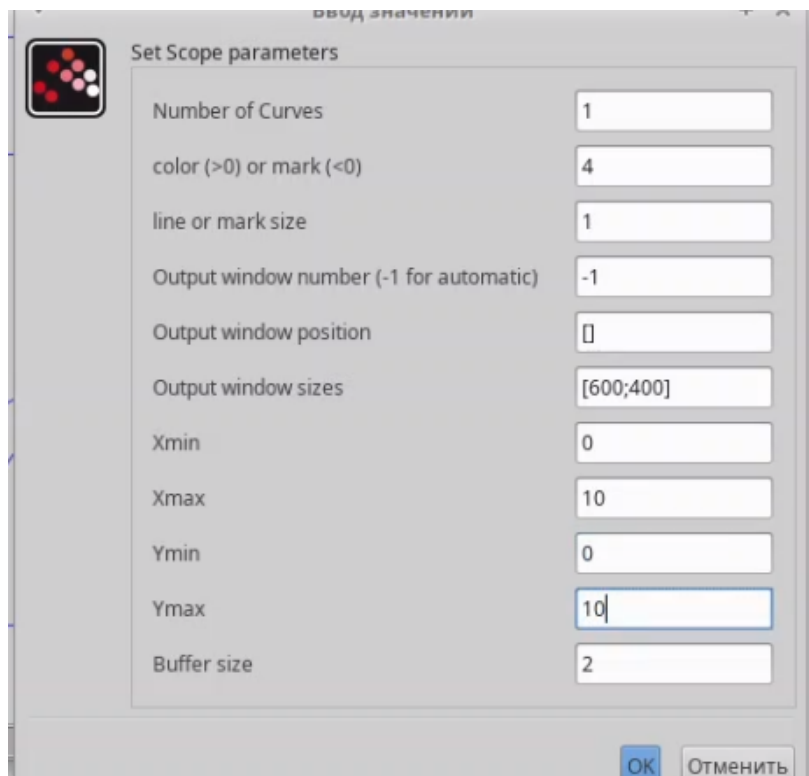 Ввод значений
Set Scope parameters
Number of Curves 1
color (>0) or mark (<0) 4
line or mark size 1
Output window number (-1 for automatic) -1
Output window position []
Output window sizes [600;400]
Xmin 0
Xmax 10
Ymin 0
Ymax 10
Buffer size 2
OK Отменить